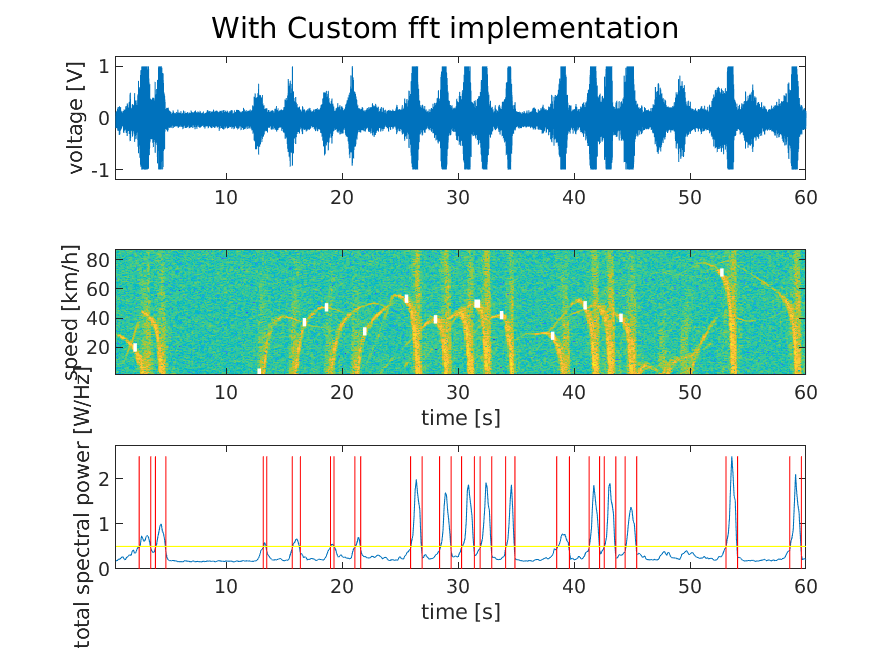 With Custom fft implementation
voltage [V]
1
0
-1
10 20 30 40 50 60
speed [km/h]
80
60
40
20
10 20 30 40 50 60
time [s]
total spectral power [W/Hz]
2
1
0
10 20 30 40 50 60
time [s]